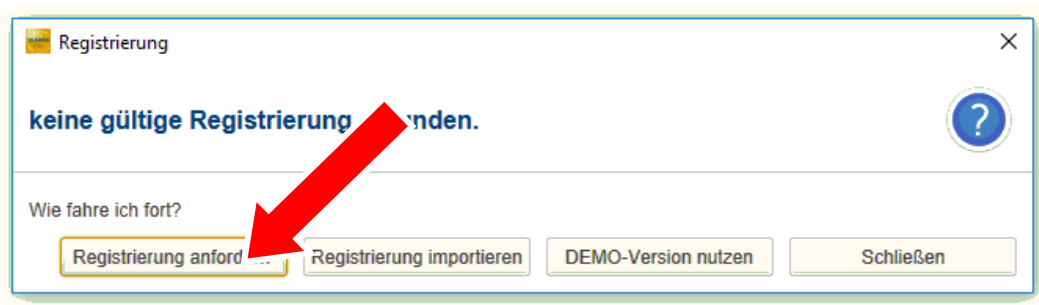 Registrierung
keine gültige Registrierung
Wie fahre ich fort?
Registrierung Registrierung importieren DEMO-Version nutzen Schließen